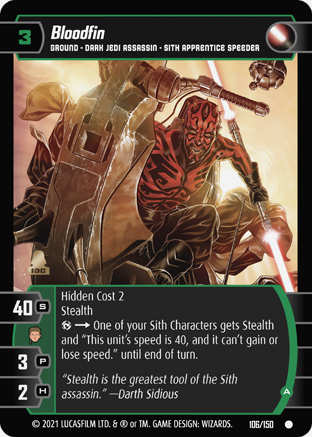 3
Bloodfin
GROUND - DARK JEDI ASSASSIN - SITH APPRENTICE SPEEDER
40 S
3 P
2 H
Hidden Cost 2
Stealth
→ One of your Sith Characters gets Stealth
and “This unit's speed is 40, and it can't gain or
lose speed.” until end of turn.
“Stealth is the greatest tool of the Sith
assassin.” —Darth Sidious
A
© 2021 LUCASFILM LTD. & ® OR TM. GAME DESIGN: WIZARDS.
106/150